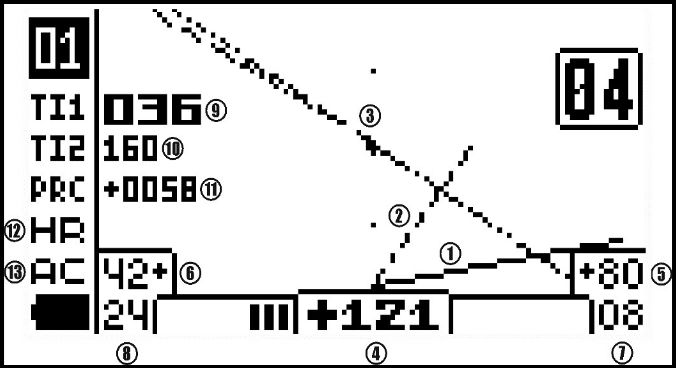 01
04
TI1 036 ⑨
③
TI2 160 ⑩
PRC +0058 ⑪
②
⑫ HR
①
⑬ AC 42+ ⑥ +80 ⑤
24 +121 08
⑧ ④ ⑦